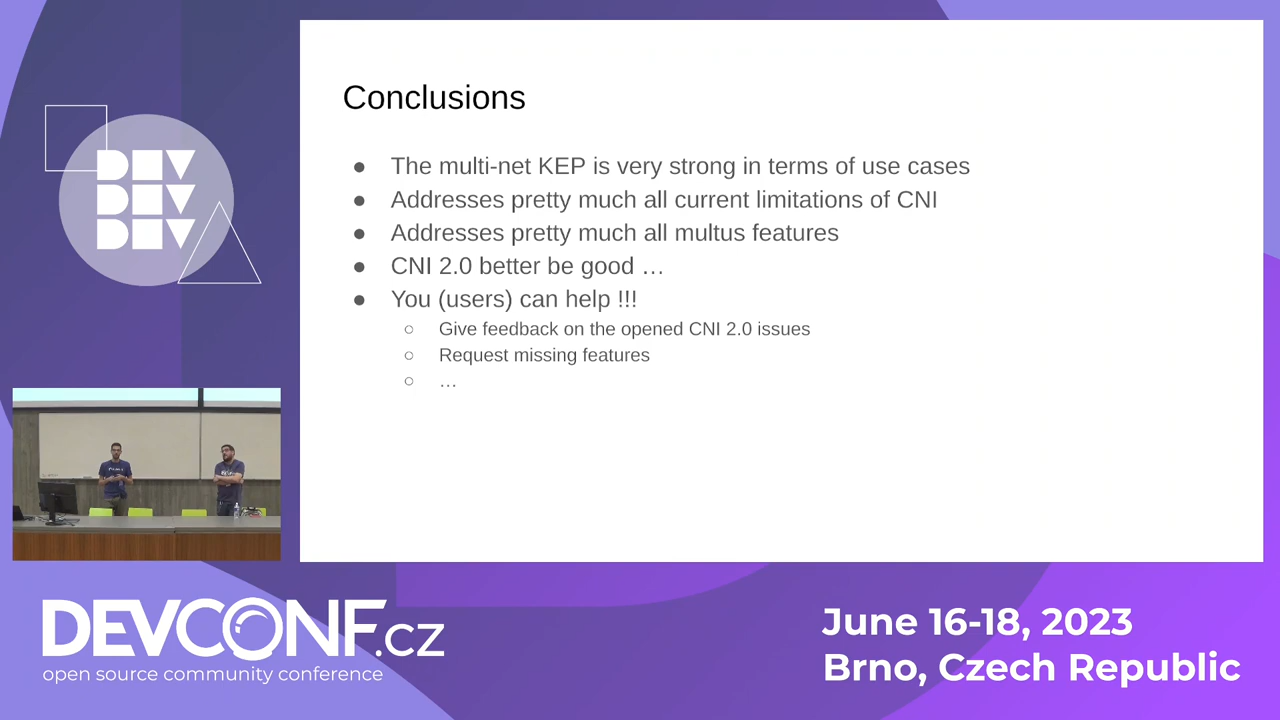 DEV
DEV
DEV
Conclusions
● The multi-net KEP is very strong in terms of use cases
● Addresses pretty much all current limitations of CNI
● Addresses pretty much all multus features
● CNI 2.0 better be good …
● You (users) can help !!!
○ Give feedback on the opened CNI 2.0 issues
○ Request missing features
○ …
DEVCONF.cz
open source community conference
June 16-18, 2023
Brno, Czech Republic